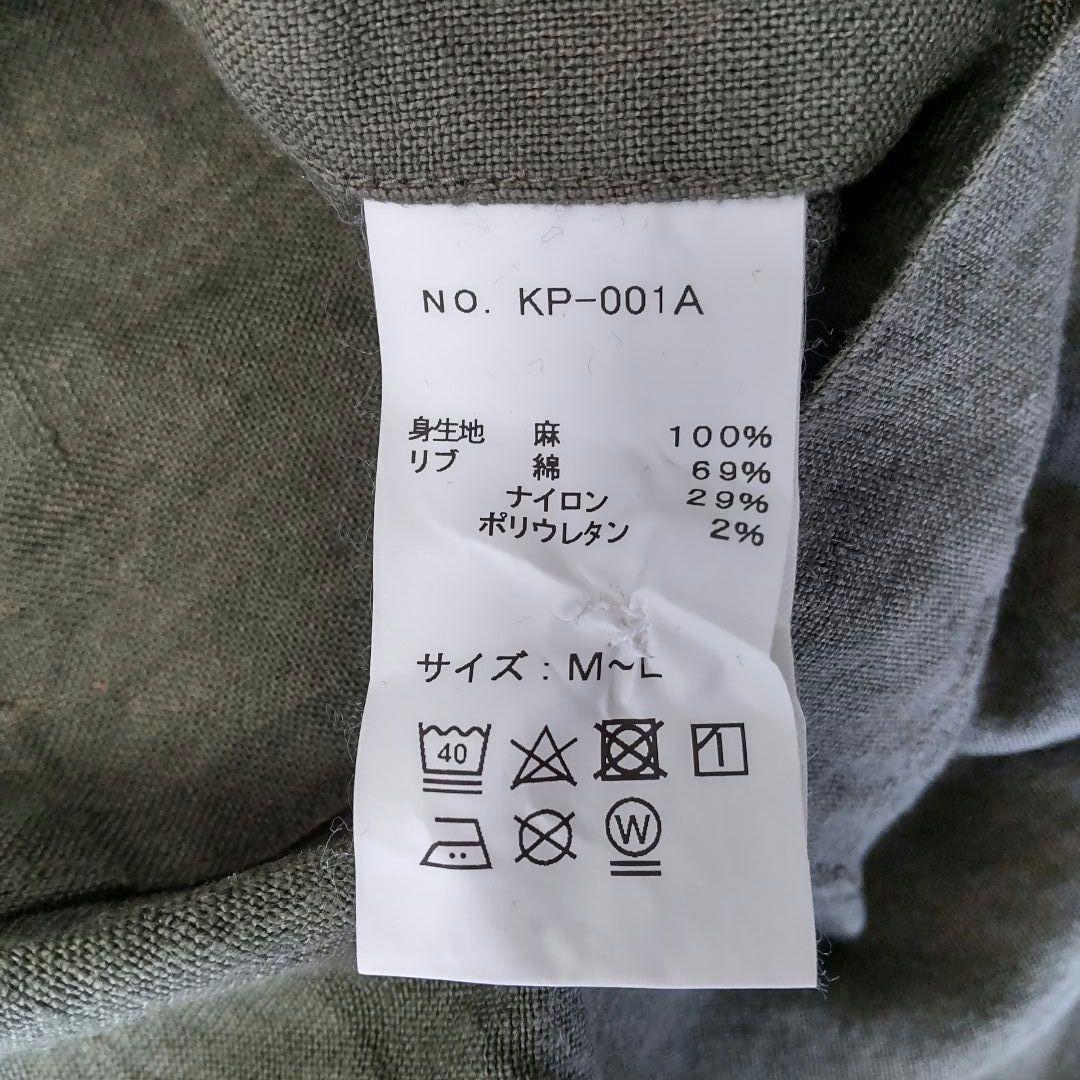 NO. KP-001A
身生地 麻 100%
リブ 綿 69%
ナイロン 29%
ポリウレタン 2%
サイズ:M~L
40
W